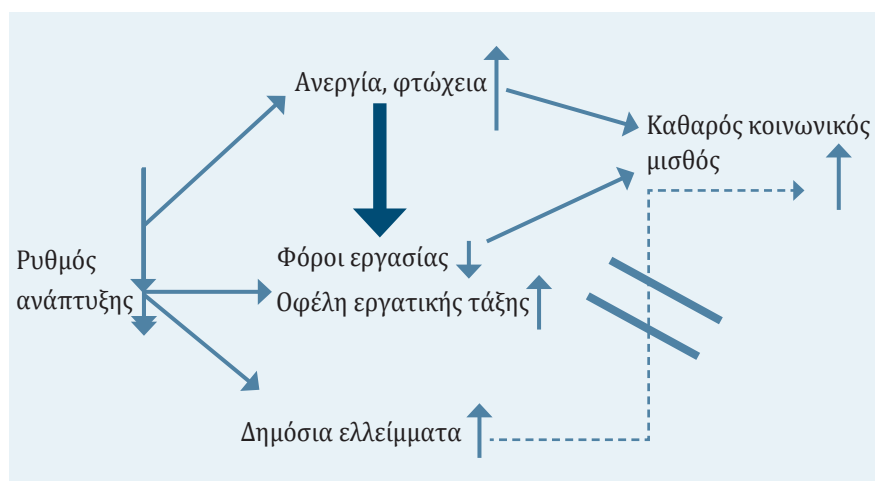 Ανεργία, φτώχεια
Καθαρός κοινωνικός
μισθός
Ρυθμός
ανάπτυξης
Φόροι εργασίας
Οφέλη εργατικής τάξης
Δημόσια ελλείμματα